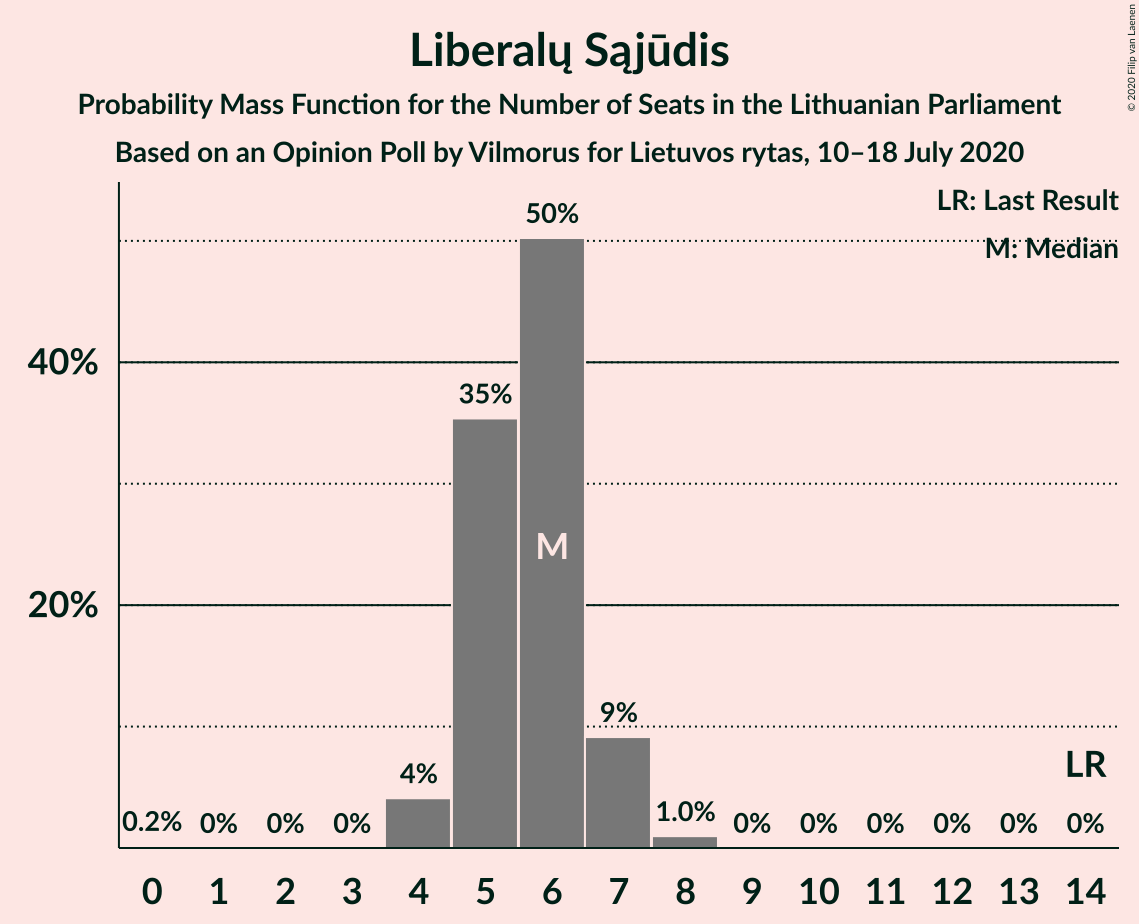 Liberalų Sąjūdis
Probability Mass Function for the Number of Seats in the Lithuanian Parliament
Based on an Opinion Poll by Vilmorus for Lietuvos rytas, 10–18 July 2020
© 2020 Filip van Laenen
LR: Last Result
M: Median
50%
40%
35%
M
20%
9%
LR
4%
0.2% 0% 0% 0% 1.0% 0% 0% 0% 0% 0% 0%
0 1 2 3 4 5 6 7 8 9 10 11 12 13 14